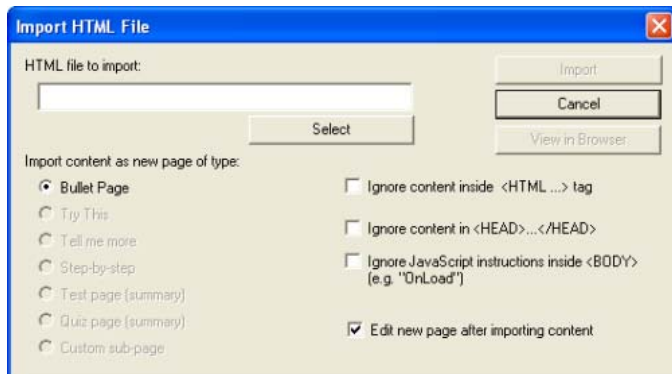 Import HTML File
HTML file to import:
Import
Cancel
Select
View in Browser
Import content as new page of type:
Bullet Page
Ignore content inside <HTML ...> tag
Try This
Tell me more
Ignore content in <HEAD>...</HEAD>
Step-by-step
Ignore JavaScript instructions inside <BODY>
(e.g. "OnLoad")
Test page (summary)
Quiz page (summary)
Edit new page after importing content
Custom sub-page